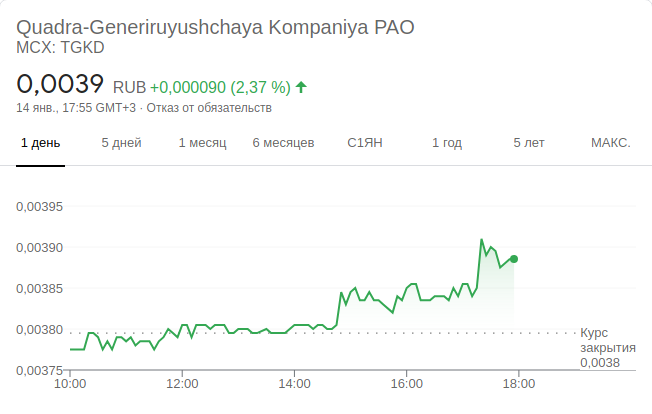 Quadra-Generiruyushchaya Kompaniya PAO
MCX: TGKD
0,0039 RUB +0,000090 (2,37 %)
14 янв., 17:55 GMT+3 · Отказ от обязательств
1 день 5 дней 1 месяц 6 месяцев С1ЯН 1 год 5 лет МАКС.
0,00395
0,00390
0,00385
0,00380
0,00375
Курс
закрытия
0,0038
10:00 12:00 14:00 16:00 18:00